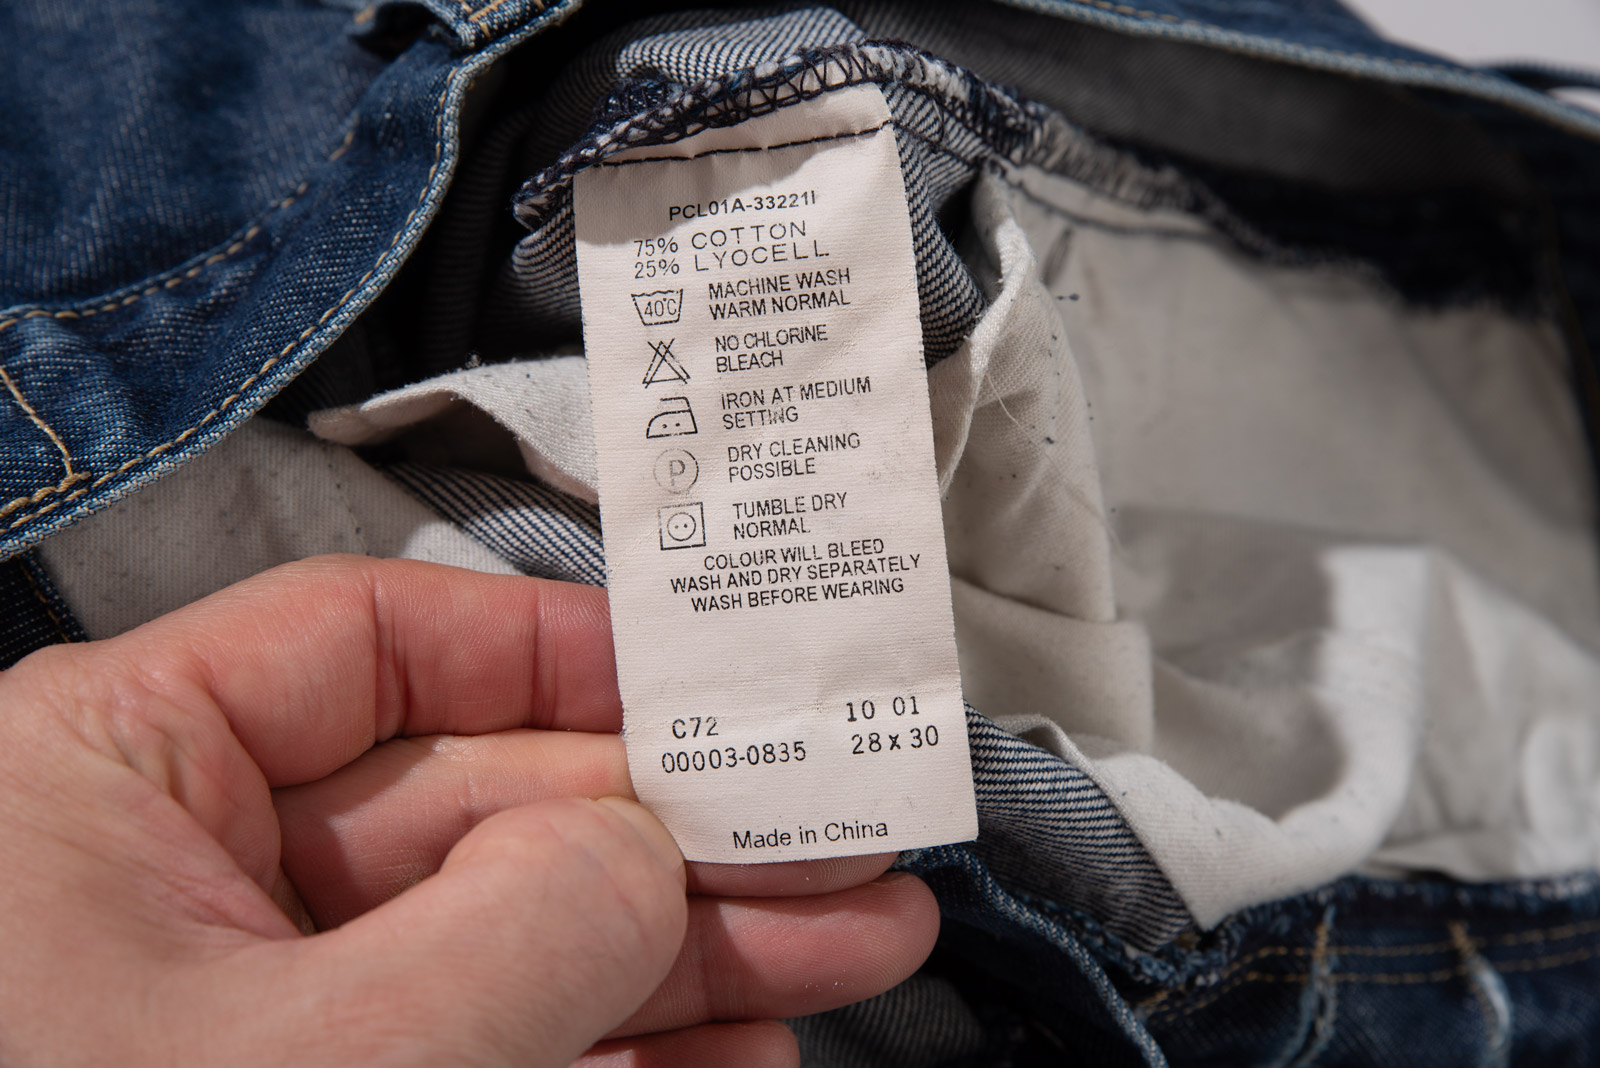 PCL01A-33221I
75% COTTON
25% LYOCELL
40°C MACHINE WASH
WARM NORMAL
NO CHLORINE
BLEACH
IRON AT MEDIUM
SETTING
P DRY CLEANING
POSSIBLE
TUMBLE DRY
NORMAL
COLOUR WILL BLEED
WASH AND DRY SEPARATELY
WASH BEFORE WEARING
C72 10 01
00003-0835 28 x 30
Made in China